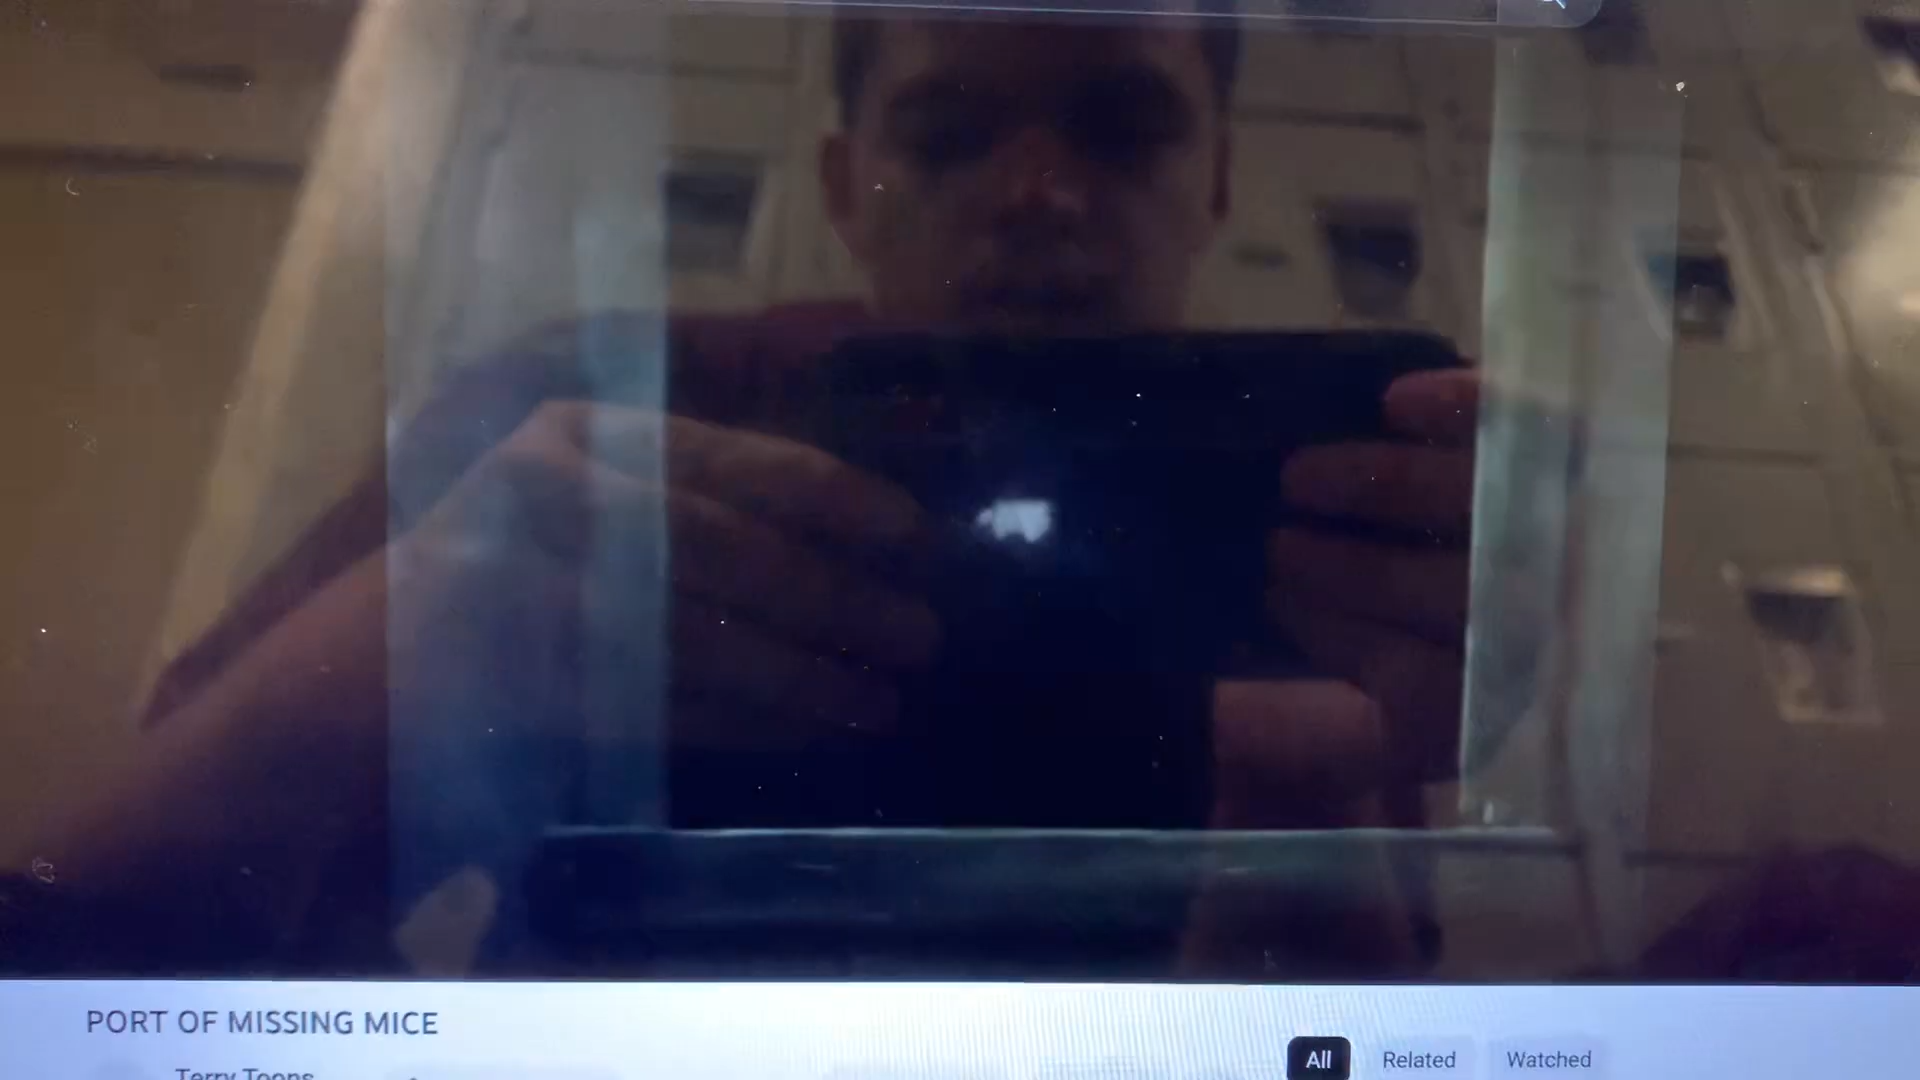 PORT OF MISSING MICE
Terry Toons
All
Related
Watched